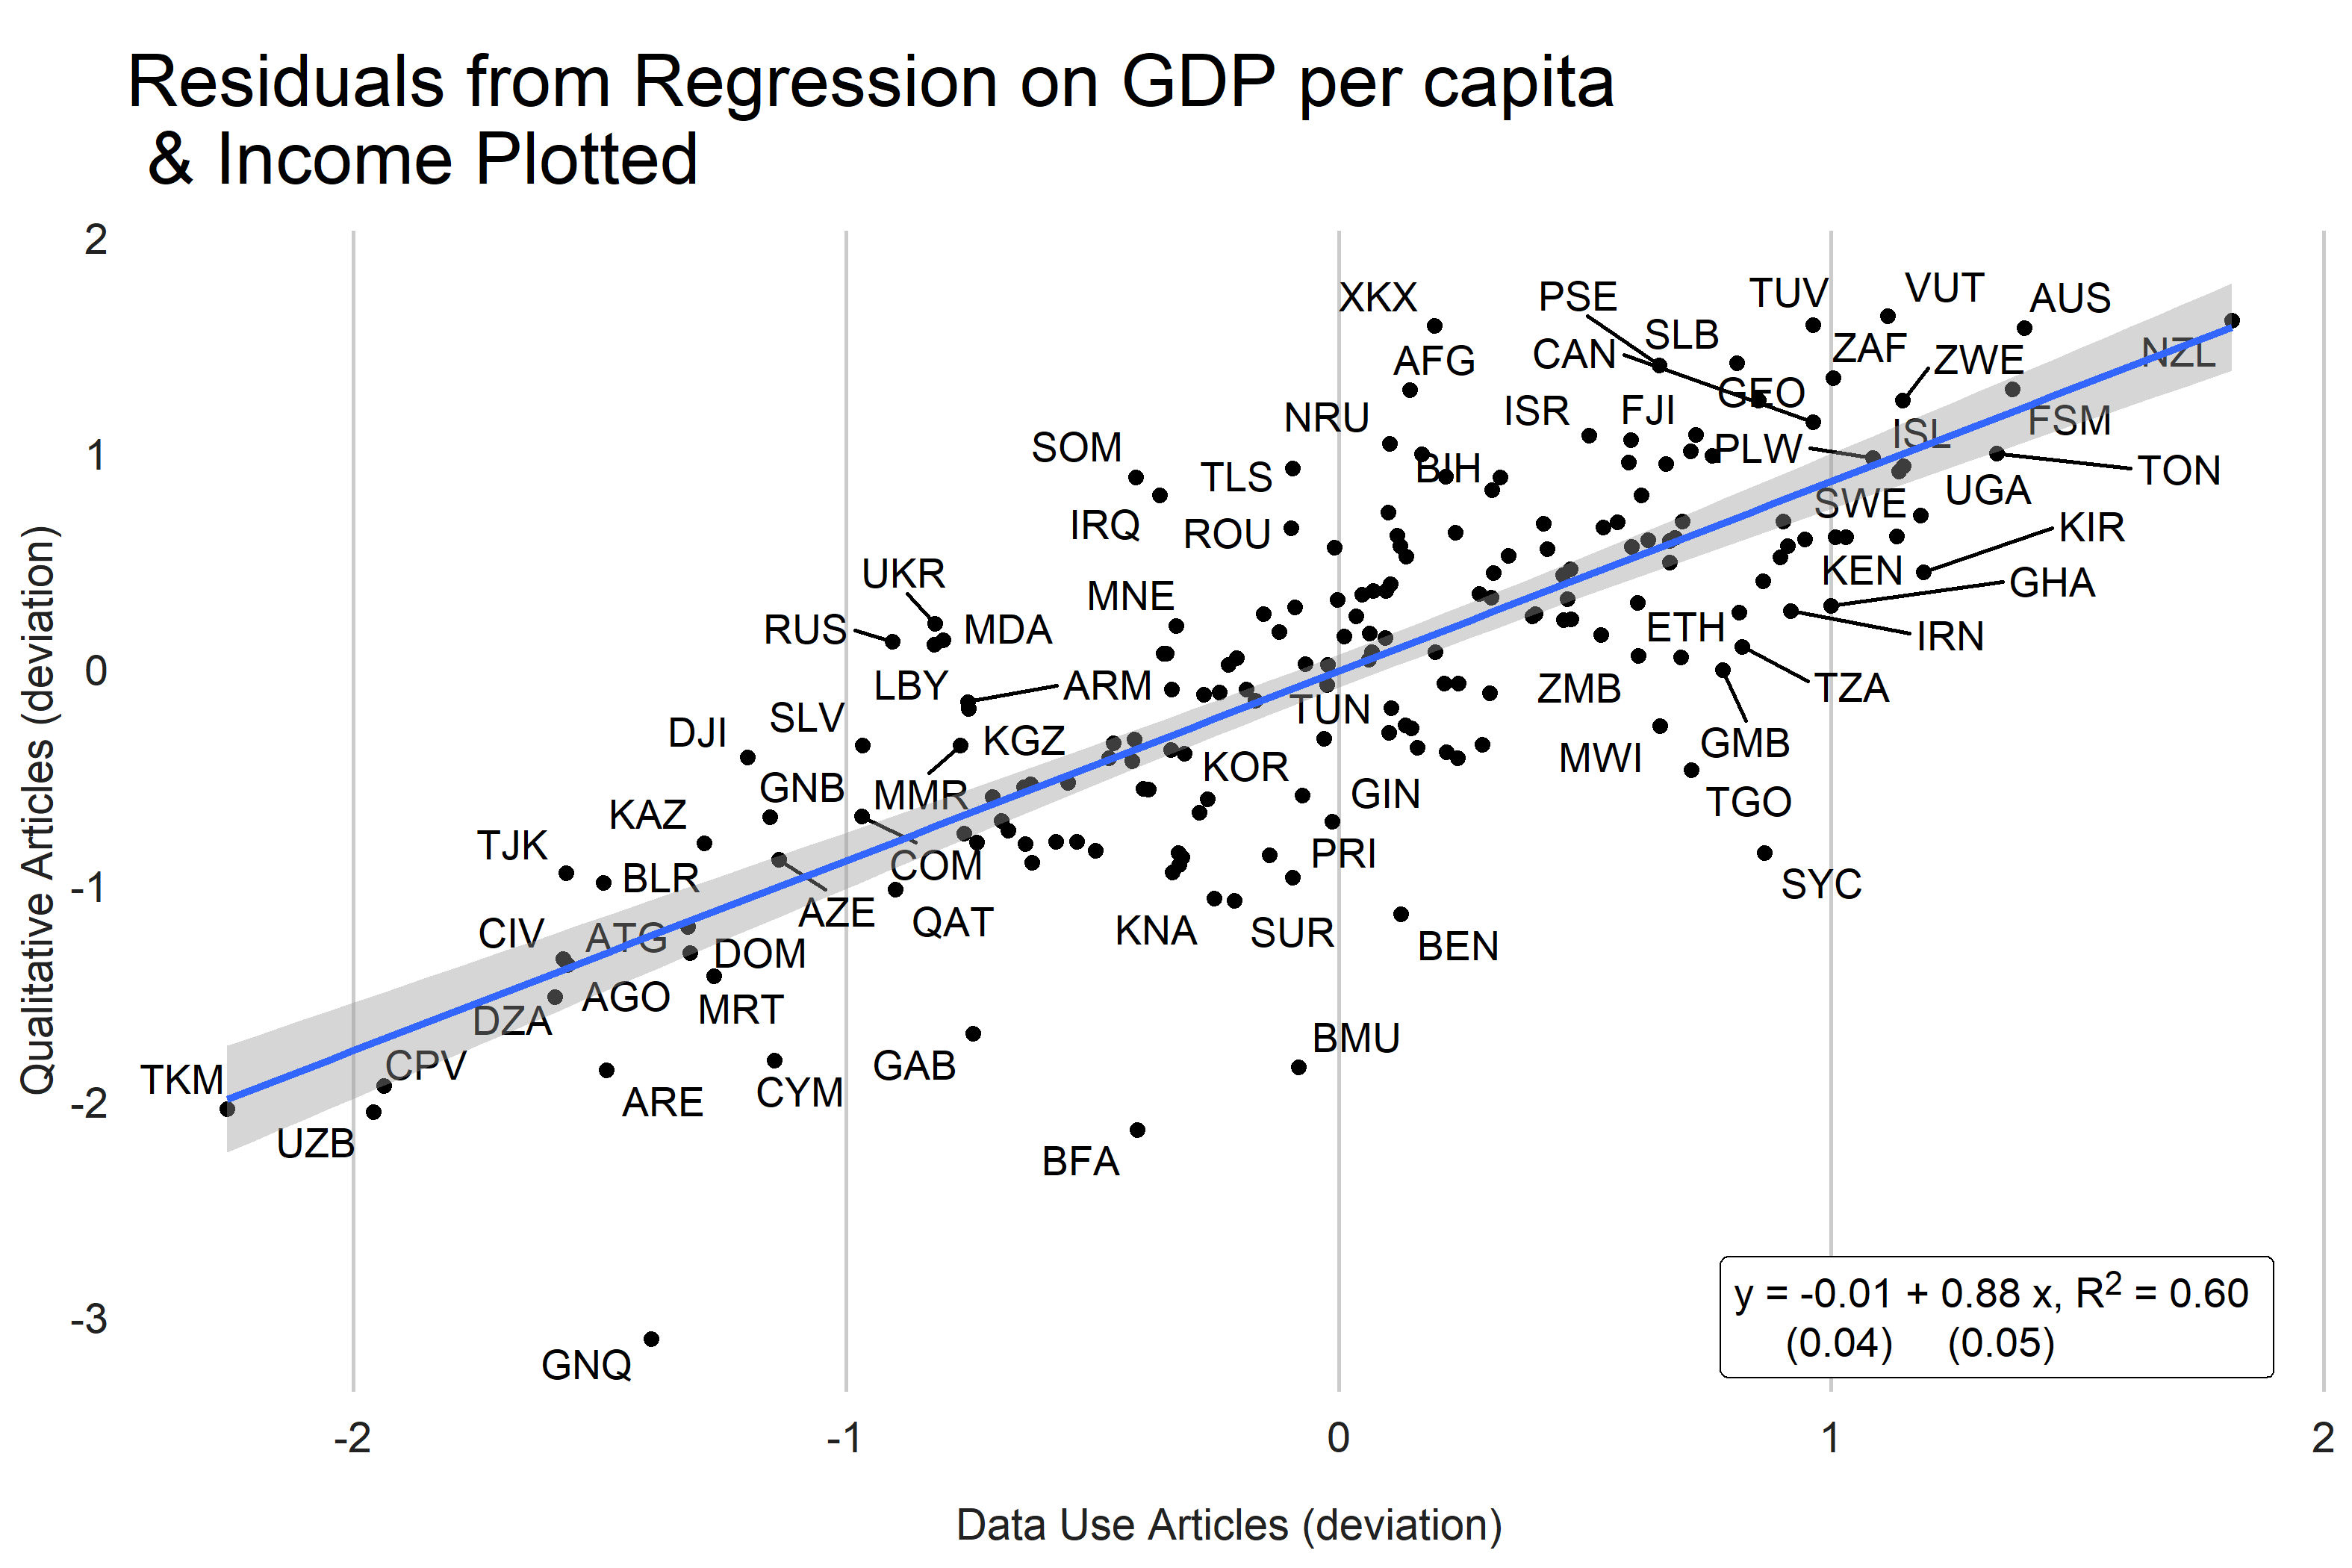 Residuals from Regression on GDP per capita
& Income Plotted
2
1
0
-1
-2
-3
Qualitative Articles (deviation)
XKX
PSE
TUV
VUT
AUS
SLB
CAN
ZAF
ZWE
NZL
AFG
GEO
NRU
ISR
FJI
FSM
SOM
PLW
ISL
TLS
BIH
TON
IRQ
ROU
SWE
UGA
KIR
UKR
MNE
KEN
GHA
RUS
MDA
ETH
IRN
LBY
ARM
ZMB
TZA
DJI
SLV
TUN
KGZ
KOR
MWI
GMB
GNB
MMR
GIN
TGO
KAZ
TJK
BLR
COM
PRI
SYC
AZE
QAT
CIV
ATG
KNA
SUR
BEN
DOM
AGO
MRT
DZA
BMU
TKM
CPV
GAB
ARE
CYM
UZB
BFA
GNQ
y = -0.01 + 0.88 x, R² = 0.60
(0.04) (0.05)
-2 -1 0 1 2
Data Use Articles (deviation)